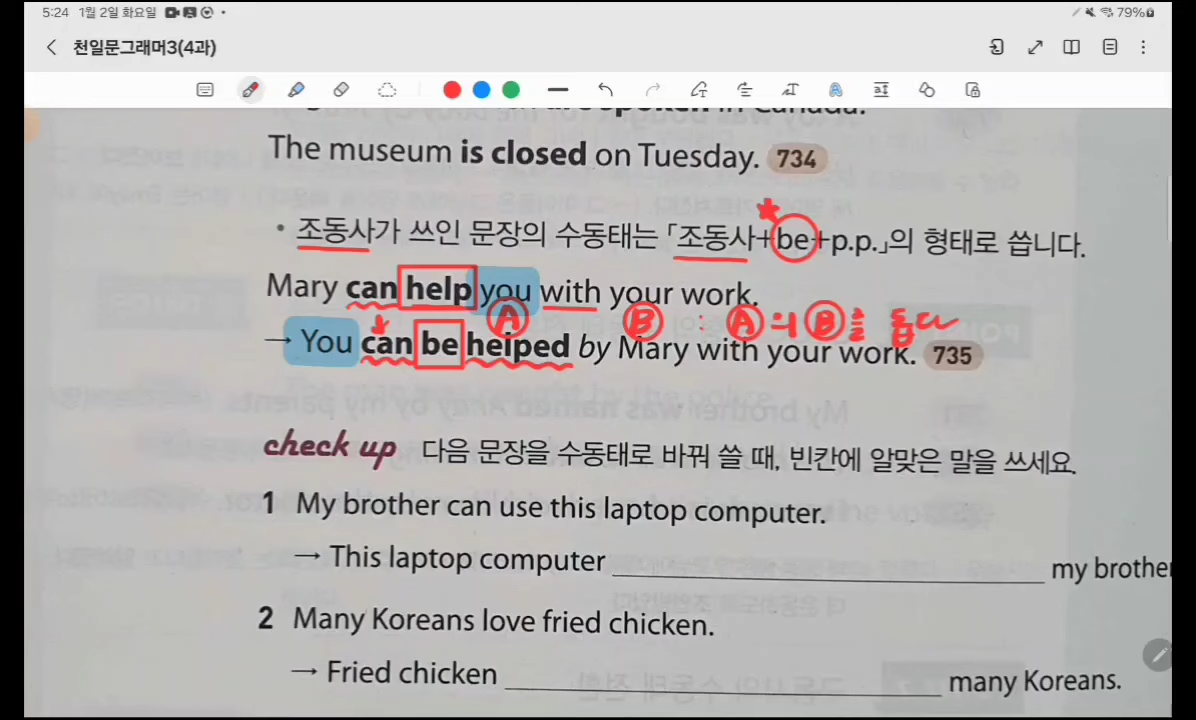 5:24 1월 2일 화요일
79%
천일문그래머3(4과)
in Canada.
The museum is closed on Tuesday. 734
• 조동사가 쓰인 문장의 수동태는 「조동사+be+p.p.」의 형태로 씁니다.
Mary can help you with your work.
A B : A의 B를 돕다
→ You can be helped by Mary with your work. 735
check up 다음 문장을 수동태로 바꿔 쓸 때, 빈칸에 알맞은 말을 쓰세요.
1 My brother can use this laptop computer.
→ This laptop computer ______ my brothe
2 Many Koreans love fried chicken.
→ Fried chicken ______ many Koreans.